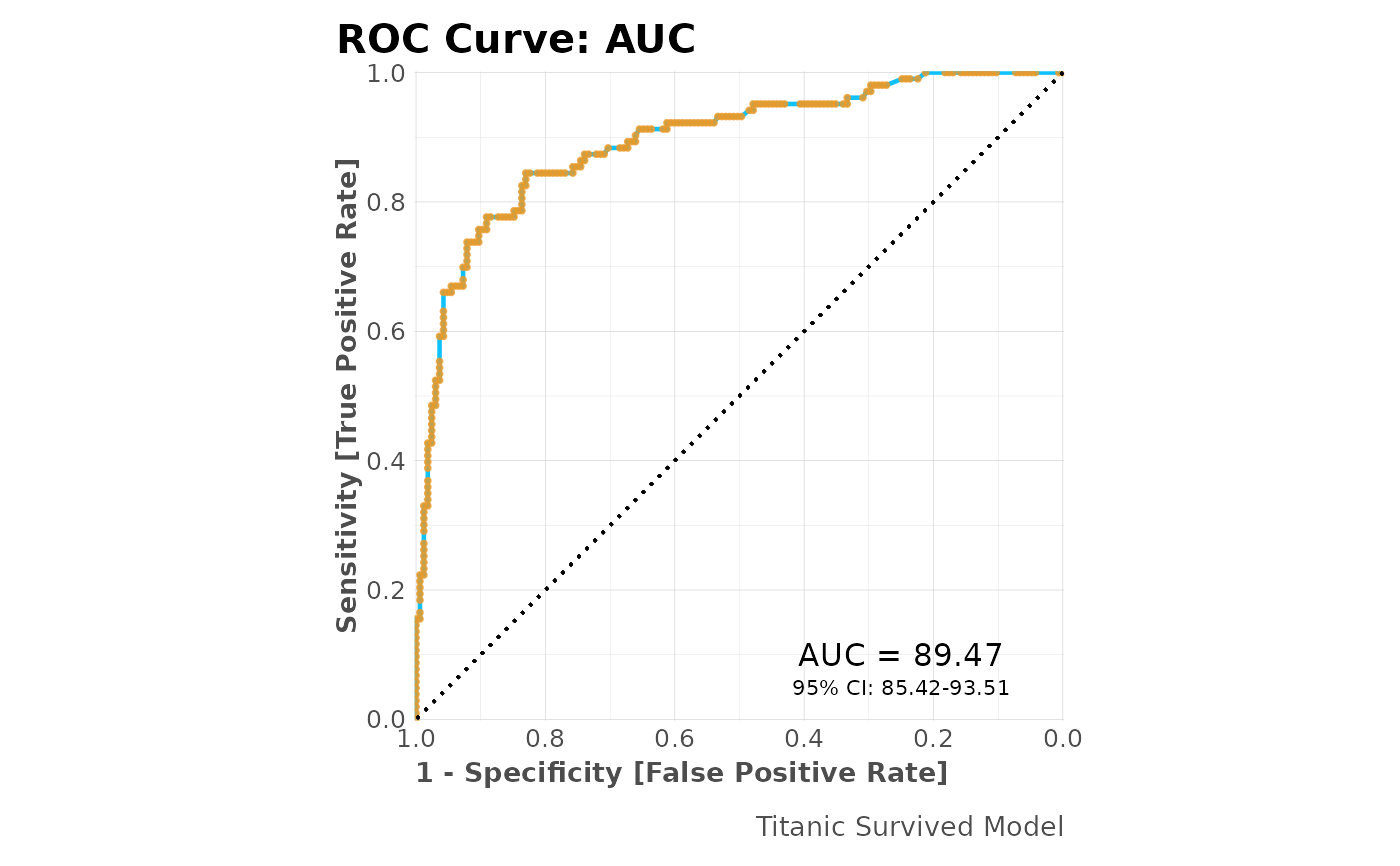 ROC Curve: AUC
Sensitivity [True Positive Rate]
1.0
0.8
0.6
0.4
0.2
0.0
AUC = 89.47
95% CI: 85.42-93.51
1.0 0.8 0.6 0.4 0.2 0.0
1 - Specificity [False Positive Rate]
Titanic Survived Model